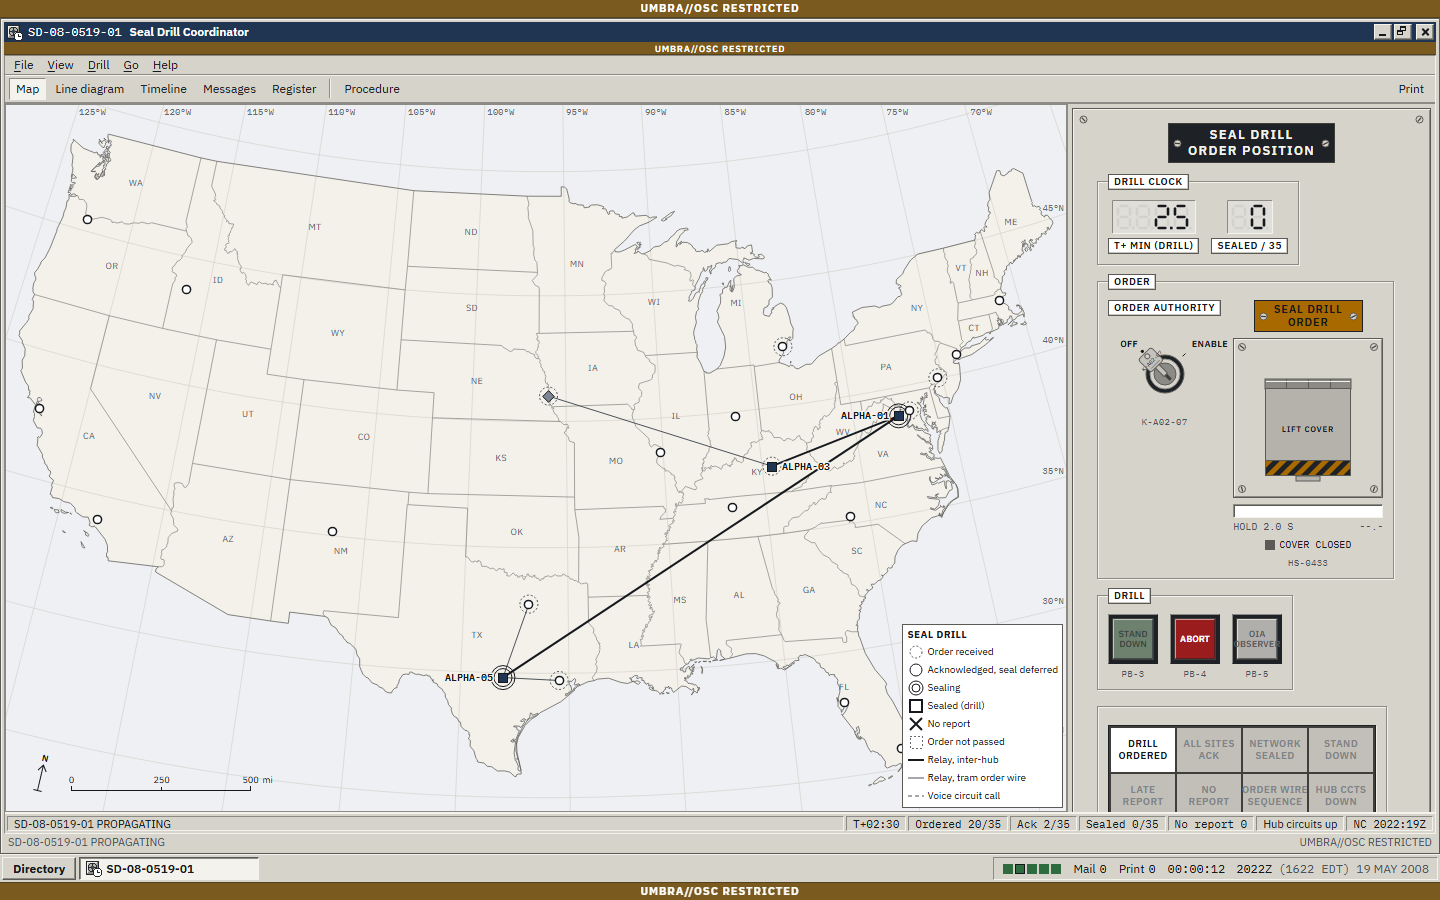 UMBRA//OSC RESTRICTED
SD-08-0519-01 Seal Drill Coordinator
UMBRA//OSC RESTRICTED
File View Drill Go Help
Map Line diagram Timeline Messages Register Procedure Print
125°W 120°W 115°W 110°W 105°W 100°W 95°W 90°W 85°W 80°W 75°W 70°W
45°N
40°N
35°N
30°N
WA
OR
ID
MT
ND
MN
SD
WY
NE
IA
WI
MI
NY
VT
NH
ME
CT
PA
OH
IL
NV
UT
CO
CA
KS
MO
KY
WV
VA
NC
AZ
NM
OK
AR
SC
MS
AL
GA
TX
LA
FL
ALPHA-01
ALPHA-03
ALPHA-05
N
0 250 500 mi
SEAL DRILL
Order received
Acknowledged, seal deferred
Sealing
Sealed (drill)
No report
Order not passed
Relay, inter-hub
Relay, tram order wire
Voice circuit call
SEAL DRILL
ORDER POSITION
DRILL CLOCK
2.5
0
T+ MIN (DRILL)
SEALED / 35
ORDER
ORDER AUTHORITY
SEAL DRILL
ORDER
OFF
ENABLE
K-A02-07
LIFT COVER
HOLD 2.0 S
--.-
COVER CLOSED
HS-0433
DRILL
STAND
DOWN
ABORT
OIA
OBSERVER
PB-3
PB-4
PB-5
DRILL
ORDERED
ALL SITES
ACK
NETWORK
SEALED
STAND
DOWN
LATE
REPORT
NO
REPORT
ORDER WIRE
SEQUENCE
HUB CCTS
DOWN
SD-08-0519-01 PROPAGATING
T+02:30
Ordered 20/35
Ack 2/35
Sealed 0/35
No report 0
Hub circuits up
NC 2022:19Z
SD-08-0519-01 PROPAGATING
UMBRA//OSC RESTRICTED
Directory
SD-08-0519-01
Mail 0 Print 0 00:00:12 2022Z (1622 EDT) 19 MAY 2008
UMBRA//OSC RESTRICTED